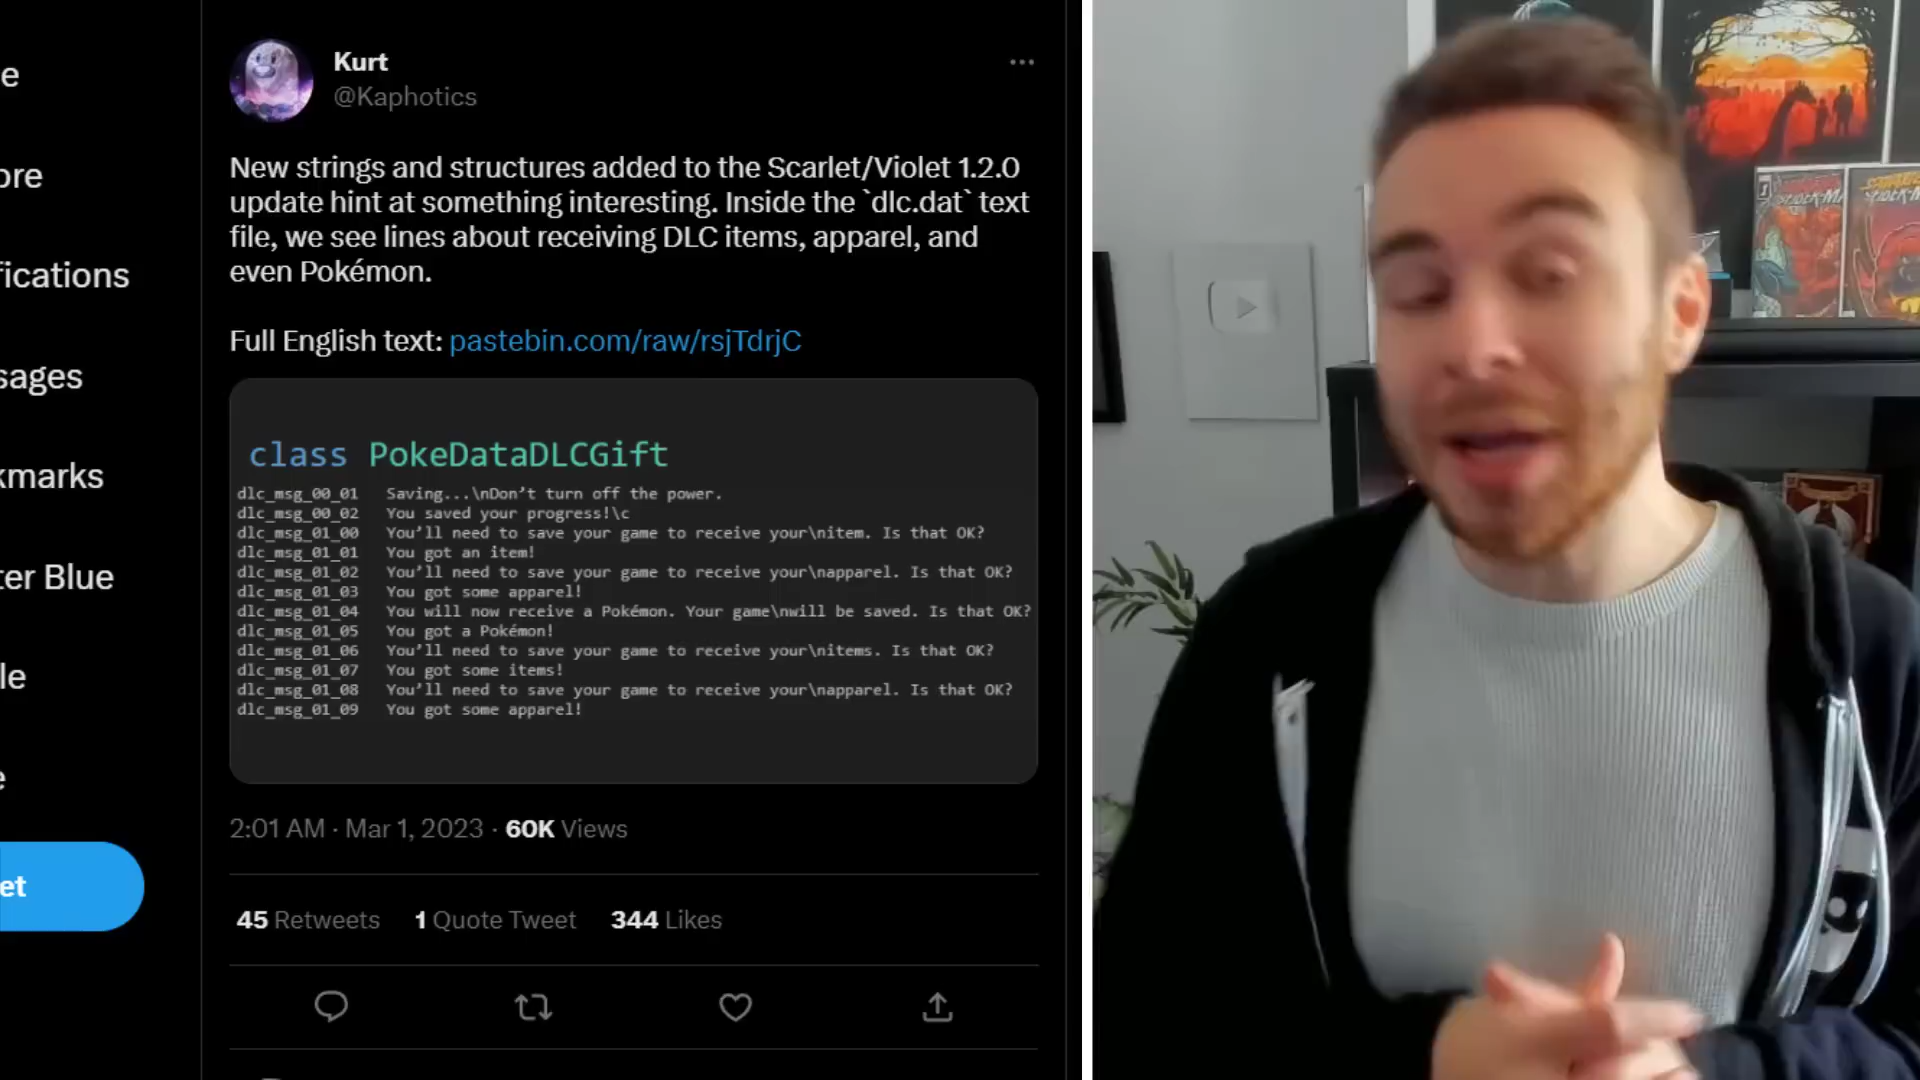 Kurt
@Kaphotics
New strings and structures added to the Scarlet/Violet 1.2.0
update hint at something interesting. Inside the `dlc.dat` text
file, we see lines about receiving DLC items, apparel, and
even Pokémon.
Full English text: pastebin.com/raw/rsjTdrjC
class PokeDataDLCGift
dlc_msg_00_01 Saving...\nDon't turn off the power.
dlc_msg_00_02 You saved your progress!\c
dlc_msg_01_00 You'll need to save your game to receive your\nitem. Is that OK?
dlc_msg_01_01 You got an item!
dlc_msg_01_02 You'll need to save your game to receive your\napparel. Is that OK?
dlc_msg_01_03 You got some apparel!
dlc_msg_01_04 You will now receive a Pokémon. Your game\nwill be saved. Is that OK?
dlc_msg_01_05 You got a Pokémon!
dlc_msg_01_06 You'll need to save your game to receive your\nitems. Is that OK?
dlc_msg_01_07 You got some items!
dlc_msg_01_08 You'll need to save your game to receive your\napparel. Is that OK?
dlc_msg_01_09 You got some apparel!
2:01 AM · Mar 1, 2023 · 60K Views
45 Retweets 1 Quote Tweet 344 Likes
e
ore
fications
sages
kmarks
ter Blue
le
e
et